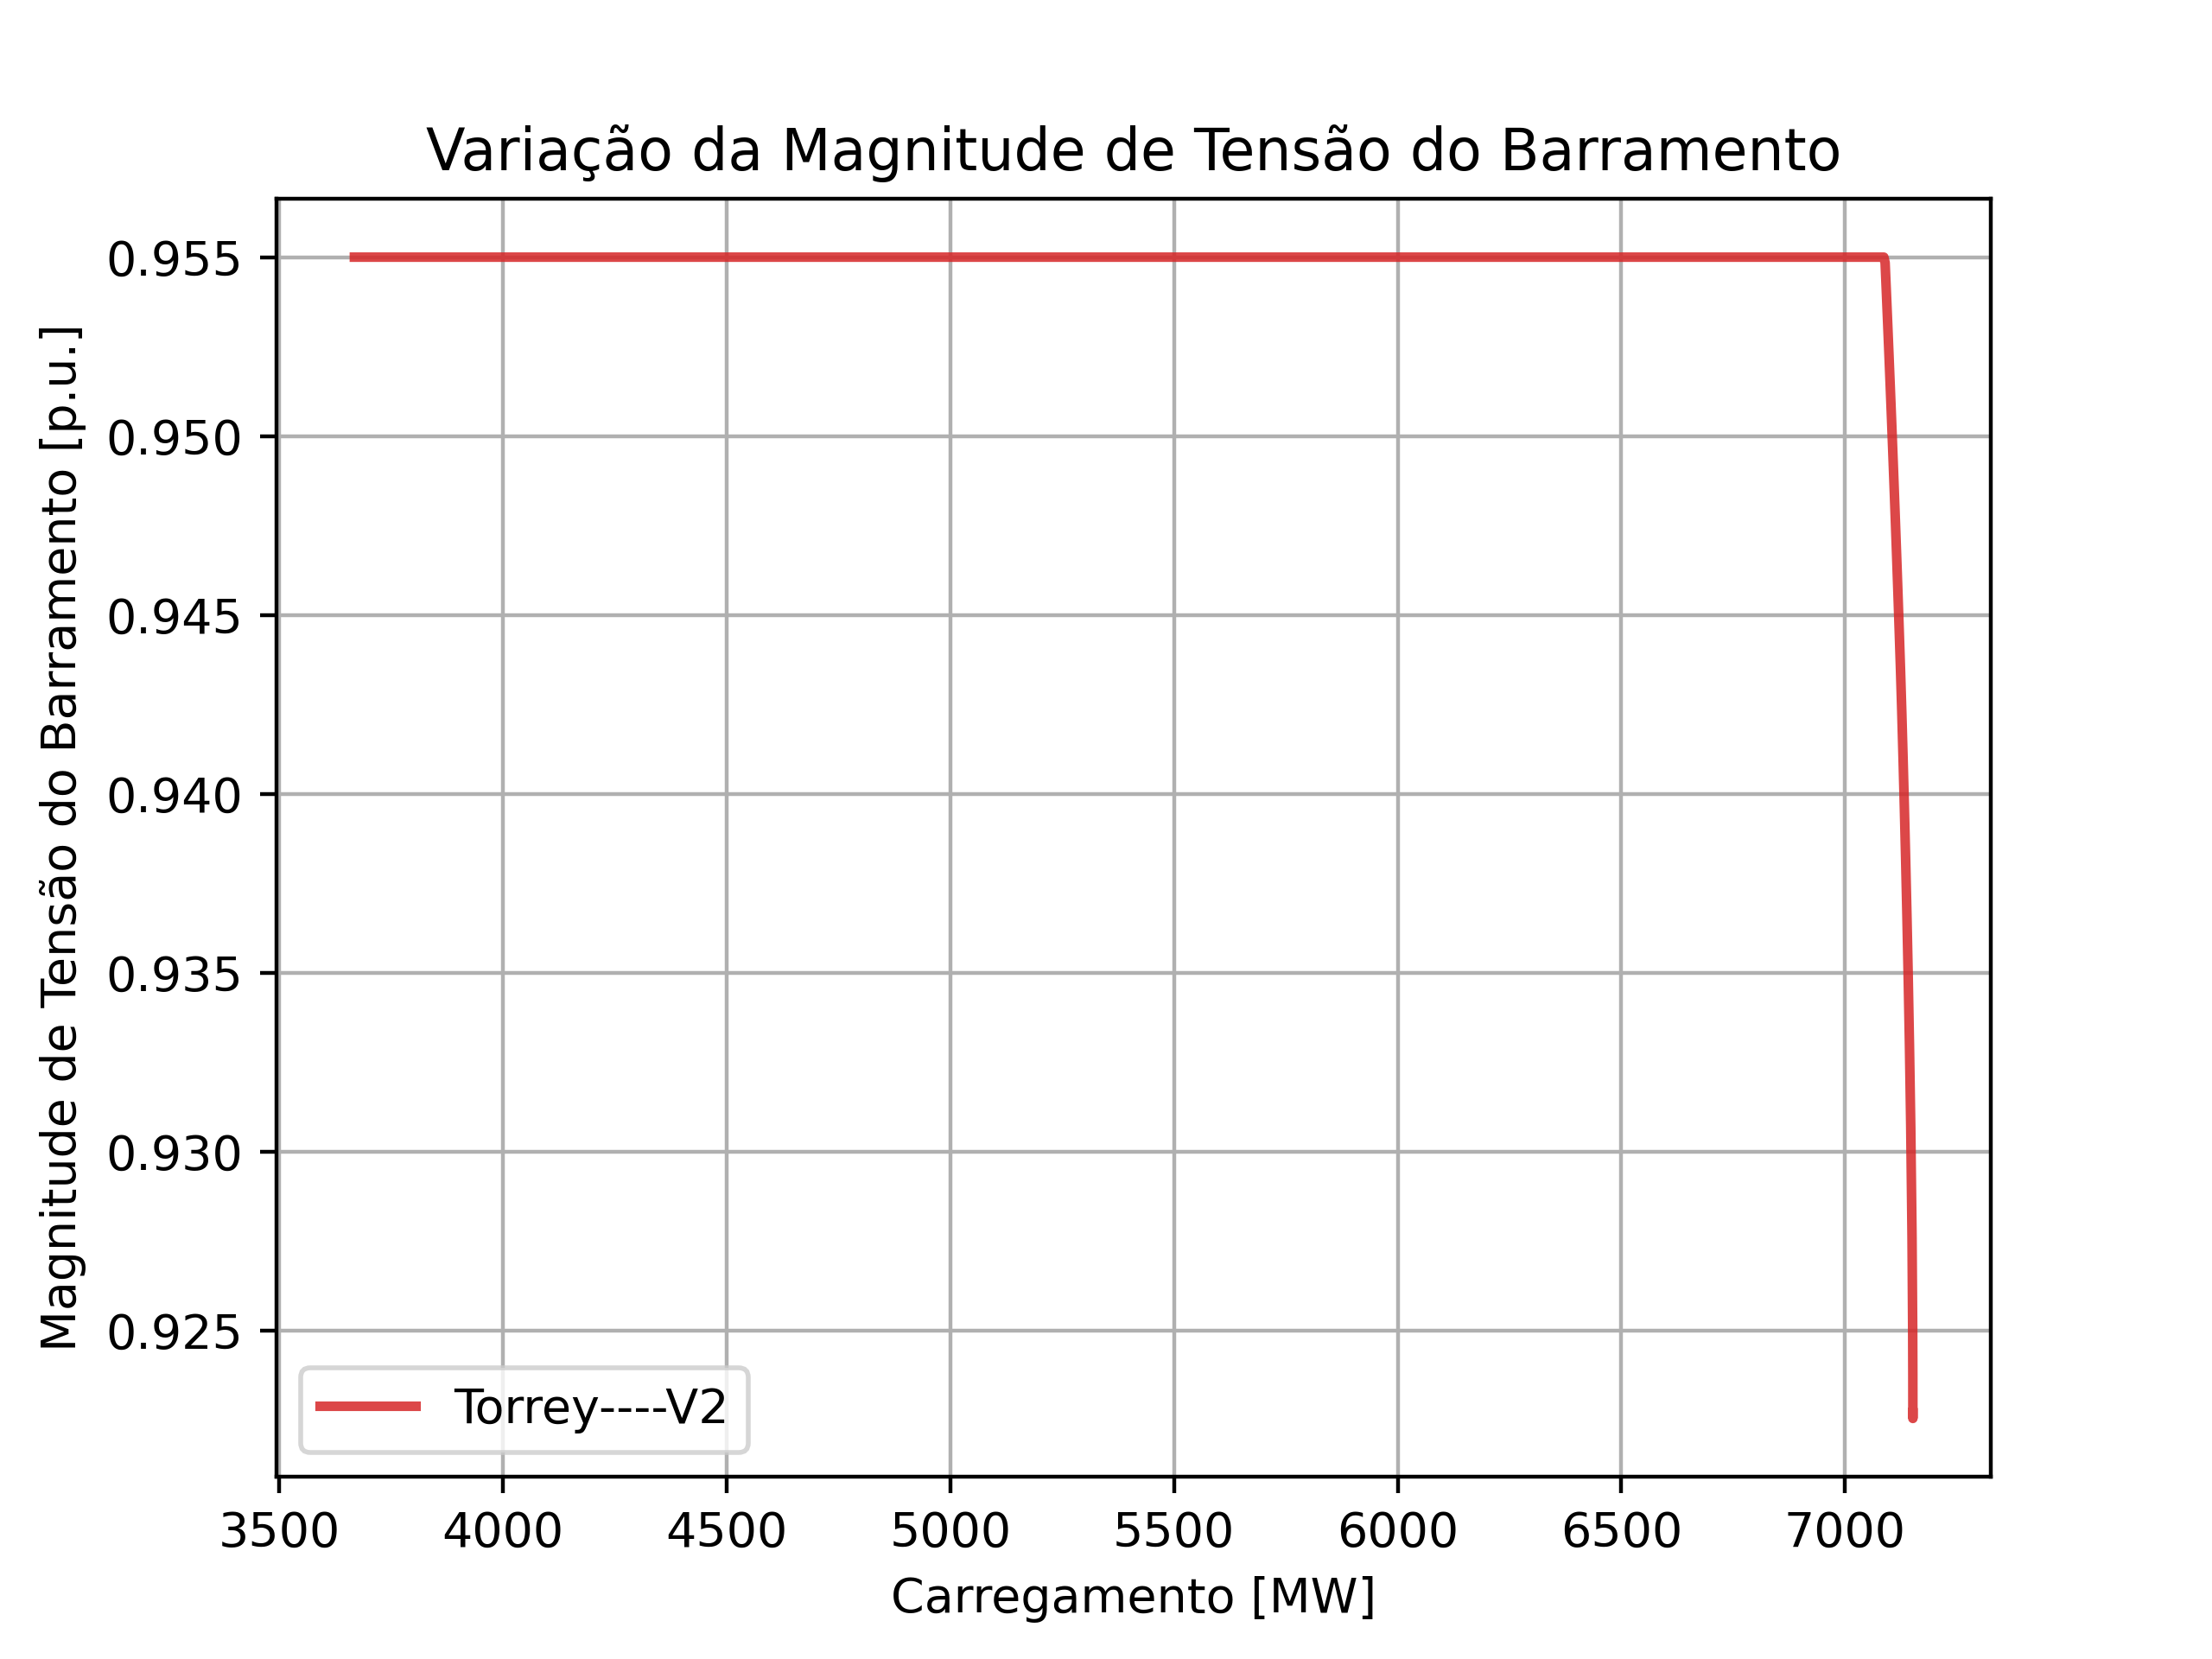 Variação da Magnitude de Tensão do Barramento
Magnitude de Tensão do Barramento [p.u.]
0.955
0.950
0.945
0.940
0.935
0.930
0.925
Torrey----V2
3500 4000 4500 5000 5500 6000 6500 7000
Carregamento [MW]